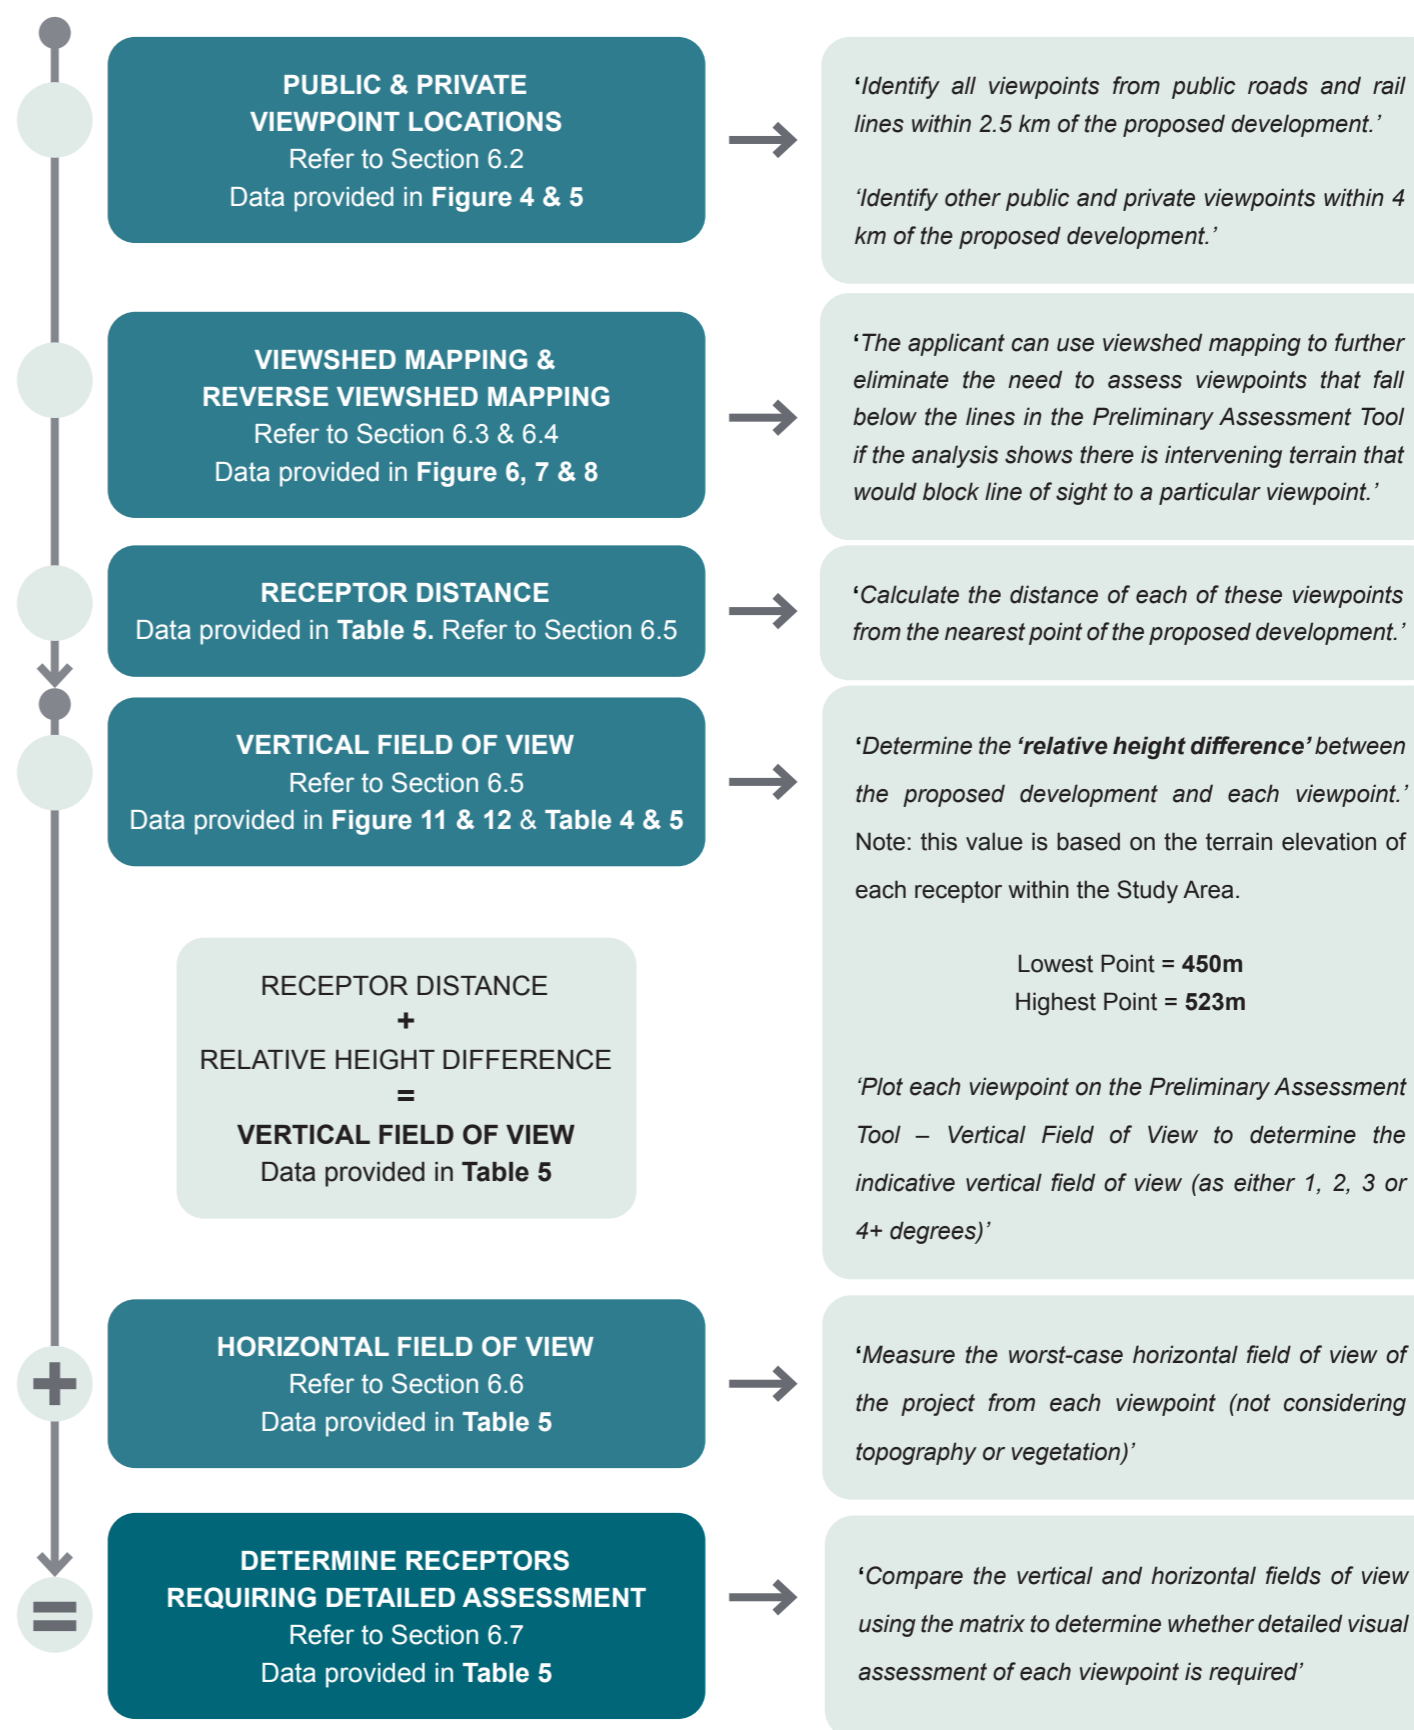 PUBLIC & PRIVATE
VIEWPOINT LOCATIONS
Refer to Section 6.2
Data provided in Figure 4 & 5
‘Identify all viewpoints from public roads and rail
lines within 2.5 km of the proposed development.’
‘Identify other public and private viewpoints within 4
km of the proposed development.’
VIEWSHED MAPPING &
REVERSE VIEWSHED MAPPING
Refer to Section 6.3 & 6.4
Data provided in Figure 6, 7 & 8
‘The applicant can use viewshed mapping to further
eliminate the need to assess viewpoints that fall
below the lines in the Preliminary Assessment Tool
if the analysis shows there is intervening terrain that
would block line of sight to a particular viewpoint.’
RECEPTOR DISTANCE
Data provided in Table 5. Refer to Section 6.5
‘Calculate the distance of each of these viewpoints
from the nearest point of the proposed development.’
VERTICAL FIELD OF VIEW
Refer to Section 6.5
Data provided in Figure 11 & 12 & Table 4 & 5
‘Determine the ‘relative height difference’ between
the proposed development and each viewpoint.’
Note: this value is based on the terrain elevation of
each receptor within the Study Area.
Lowest Point = 450m
Highest Point = 523m
‘Plot each viewpoint on the Preliminary Assessment
Tool – Vertical Field of View to determine the
indicative vertical field of view (as either 1, 2, 3 or
4+ degrees)’
RECEPTOR DISTANCE
+
RELATIVE HEIGHT DIFFERENCE
=
VERTICAL FIELD OF VIEW
Data provided in Table 5
+
HORIZONTAL FIELD OF VIEW
Refer to Section 6.6
Data provided in Table 5
‘Measure the worst-case horizontal field of view of
the project from each viewpoint (not considering
topography or vegetation)’
=
DETERMINE RECEPTORS
REQUIRING DETAILED ASSESSMENT
Refer to Section 6.7
Data provided in Table 5
‘Compare the vertical and horizontal fields of view
using the matrix to determine whether detailed visual
assessment of each viewpoint is required’